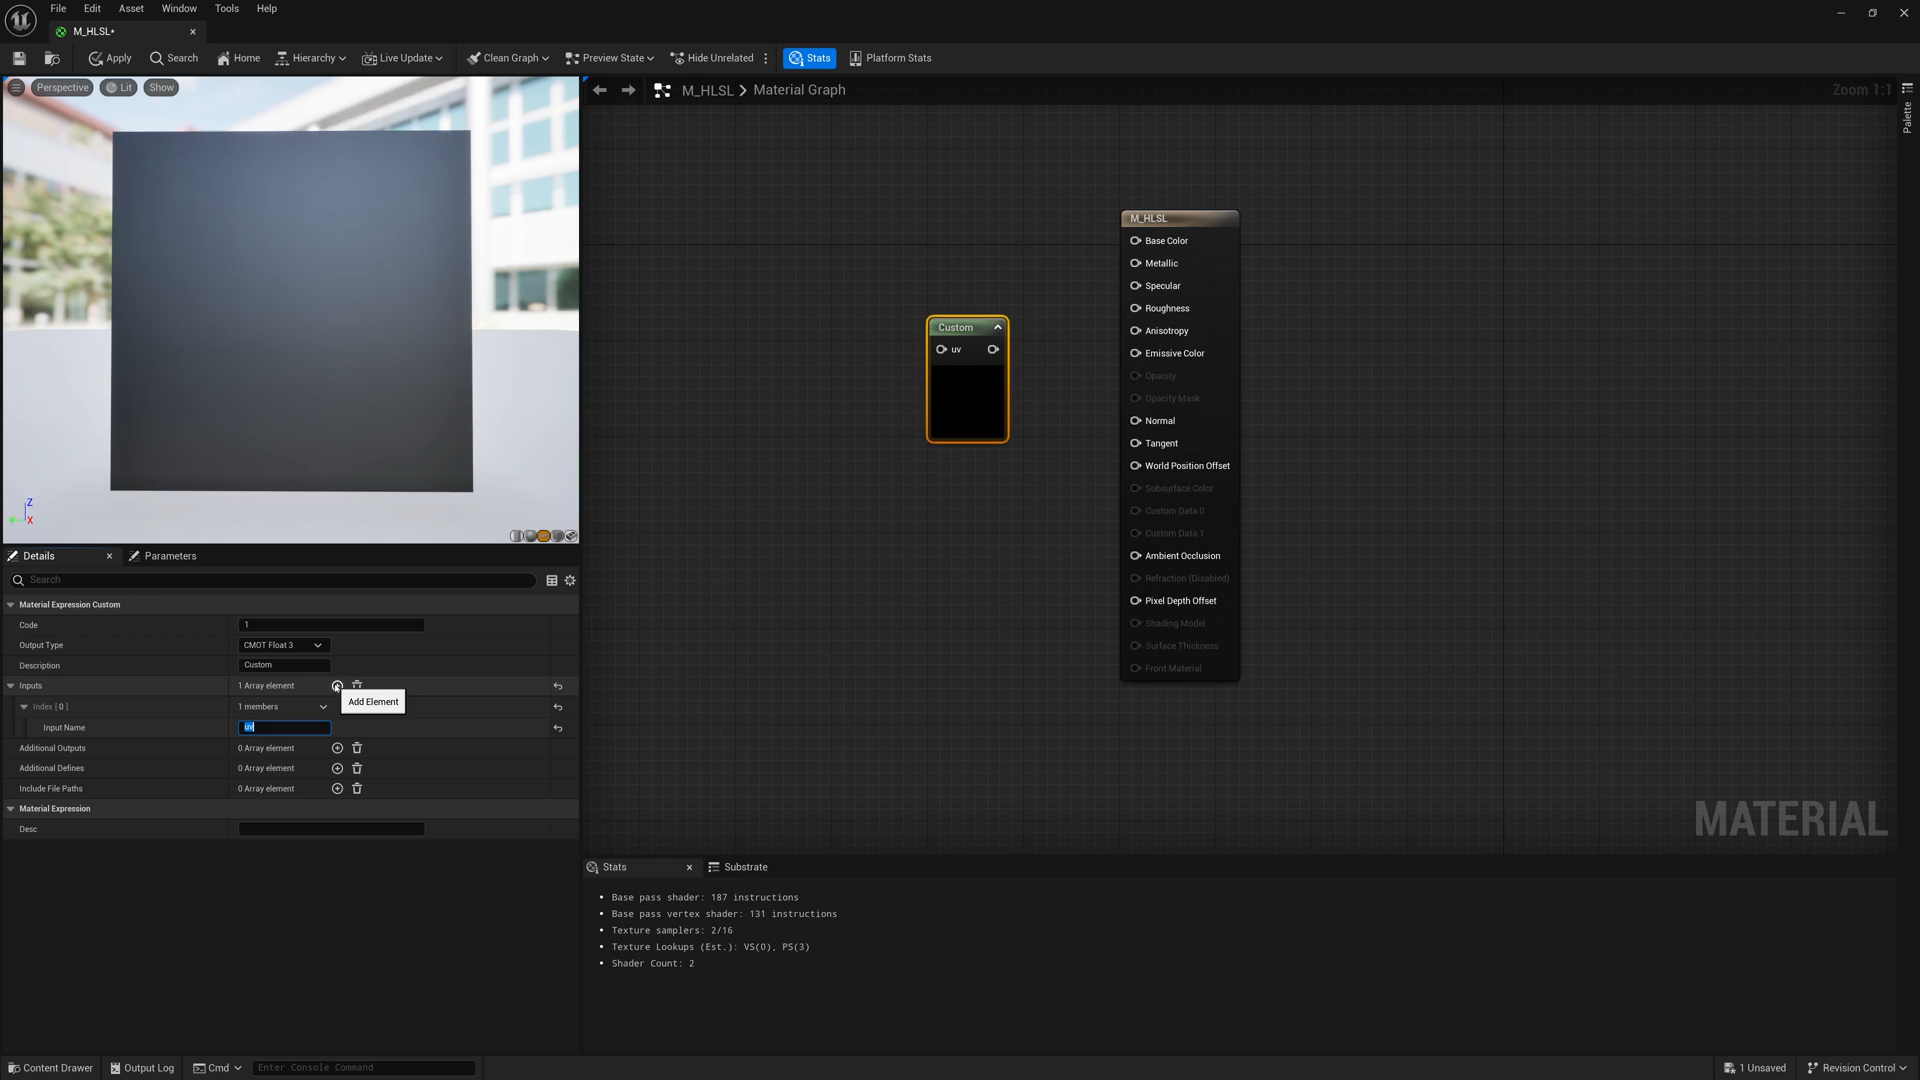 File Edit Asset Window Tools Help
M_HLSL*
Apply Search Home Hierarchy Live Update Clean Graph Preview State Hide Unrelated Stats Platform Stats
Perspective Lit Show
M_HLSL > Material Graph
Zoom 1:1
Palette
M_HLSL
Base Color
Metallic
Specular
Roughness
Anisotropy
Emissive Color
Opacity
Opacity Mask
Normal
Tangent
World Position Offset
Subsurface Color
Custom Data 0
Custom Data 1
Ambient Occlusion
Refraction (Disabled)
Pixel Depth Offset
Shading Model
Surface Thickness
Front Material
Custom
uv
Z
X
MATERIAL
Details Parameters
Search
Material Expression Custom
Code 1
Output Type CMOT Float 3
Description Custom
Inputs 1 Array element
Add Element
Index [ 0 ] 1 members
Input Name uv
Additional Outputs 0 Array element
Additional Defines 0 Array element
Include File Paths 0 Array element
Material Expression
Desc
Stats Substrate
Base pass shader: 187 instructions
Base pass vertex shader: 131 instructions
Texture samplers: 2/16
Texture Lookups (Est.): VS(0), PS(3)
Shader Count: 2
Content Drawer Output Log Cmd Enter Console Command 1 Unsaved Revision Control